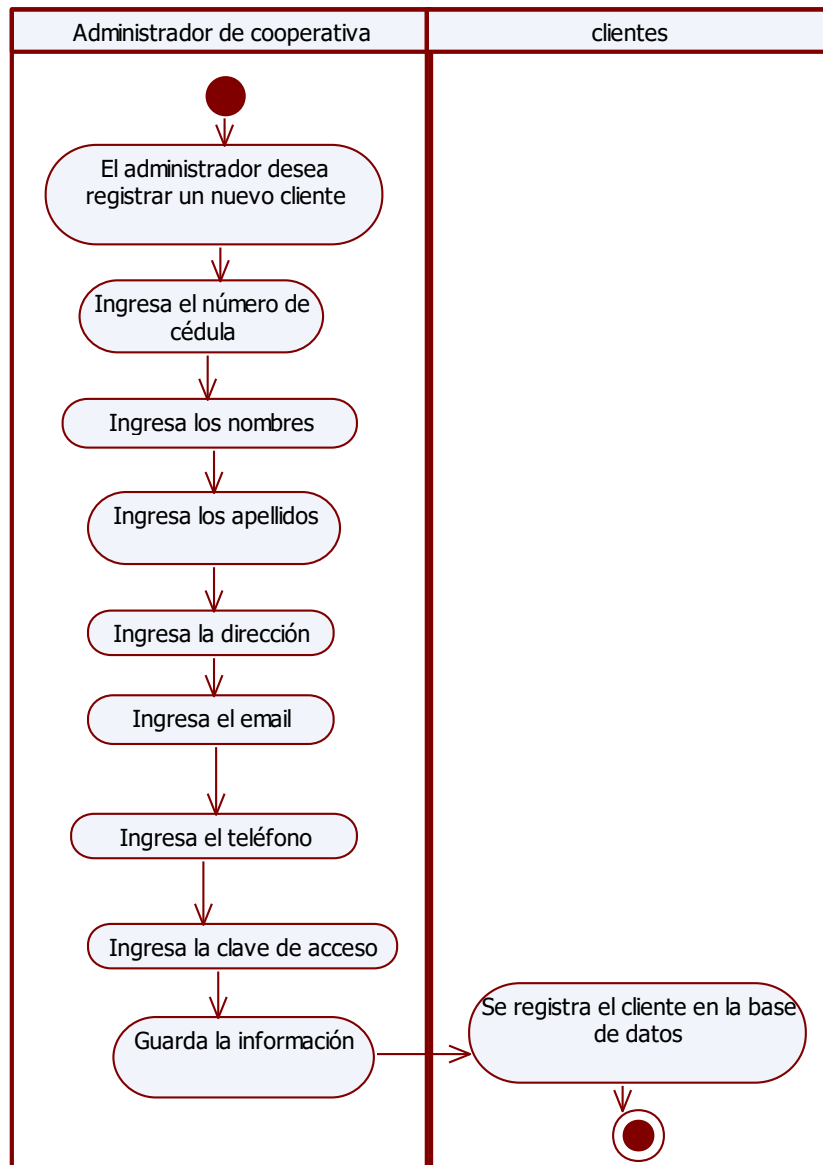 Administrador de cooperativa
clientes
El administrador desea
registrar un nuevo cliente
Ingresa el número de
cédula
Ingresa los nombres
Ingresa los apellidos
Ingresa la dirección
Ingresa el email
Ingresa el teléfono
Ingresa la clave de acceso
Guarda la información
Se registra el cliente en la base
de datos